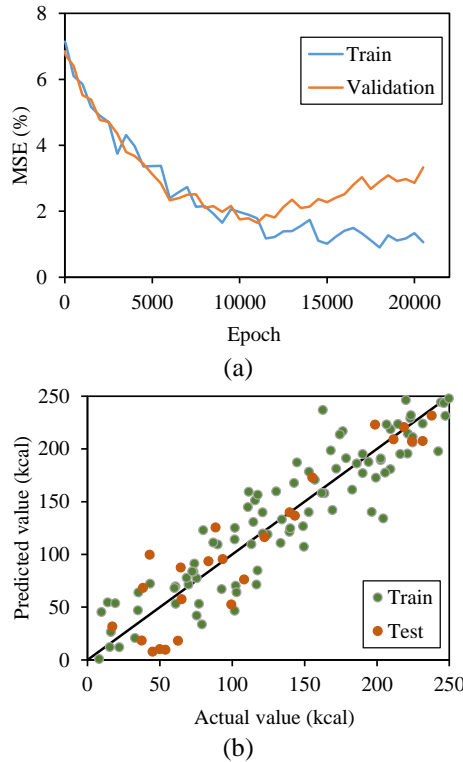 8
6
4
2
0
MSE (%)
Train
Validation
0 5000 10000 15000 20000
Epoch
(a)
250
200
150
100
50
0
Predicted value (kcal)
Train
Test
0 50 100 150 200 250
Actual value (kcal)
(b)